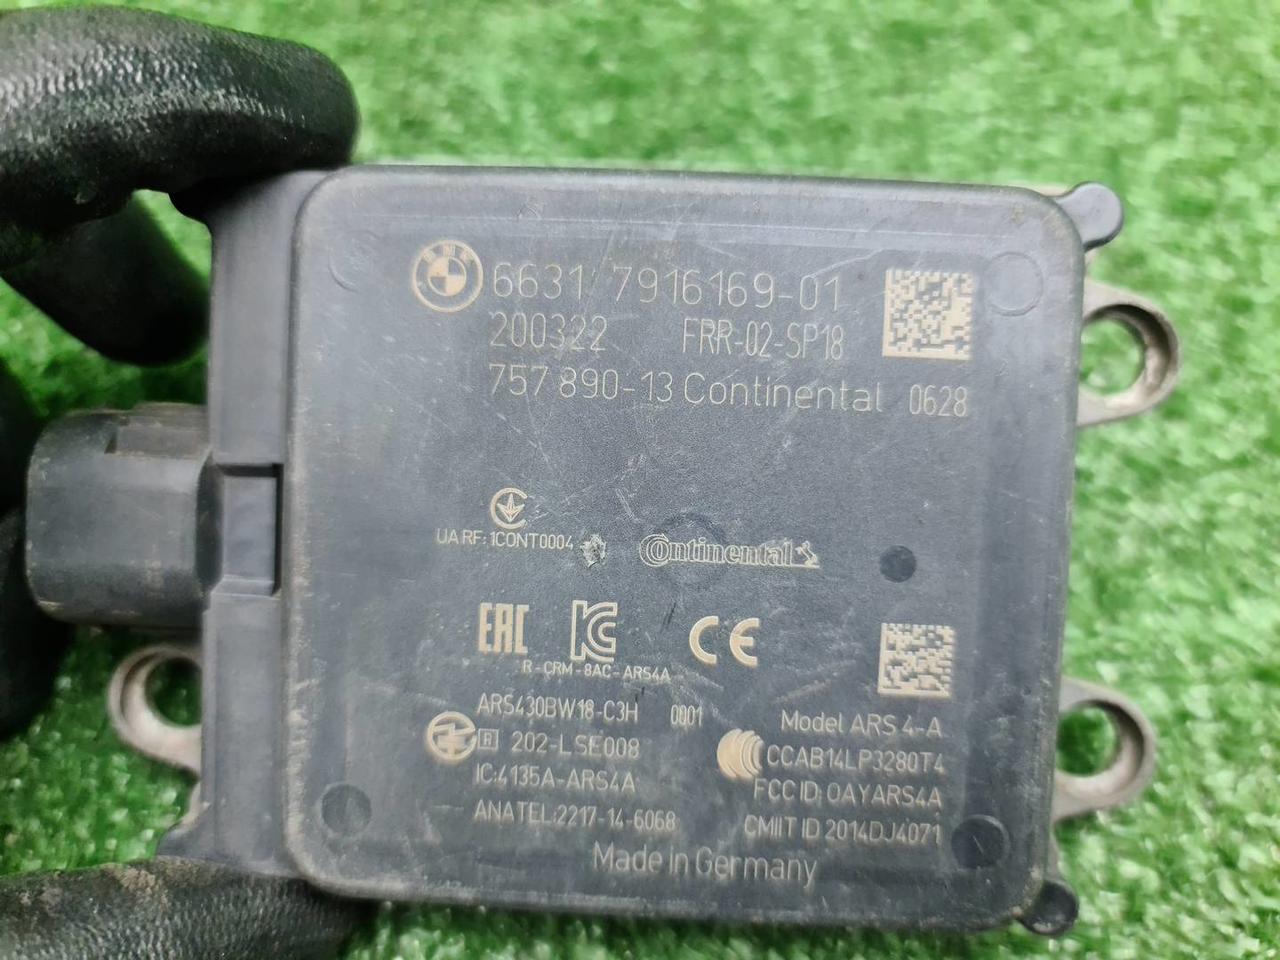 BMW
6631 7916169-01
200322 FRR-02-SP18
757 890-13 Continental 0628
UA RF: 1CONT0004
Continental
EAC KC CE
R-CRM-8AC-ARS4A
ARS430BW18-C3H 0001 Model ARS 4-A
R 202-LSE008 CCAB14LP3280T4
IC:4135A-ARS4A FCC ID: OAYARS4A
ANATEL:2217-14-6068 CMIIT ID 2014DJ4071
Made in Germany